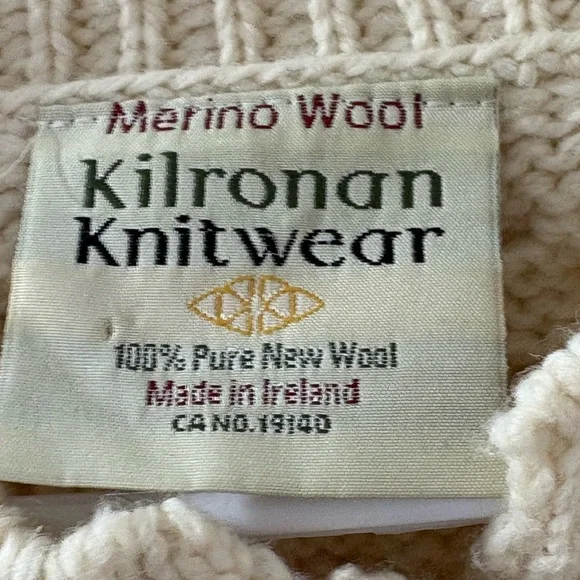 Merino Wool
Kilronan
Knitwear
100% Pure New Wool
Made in Ireland
CA NO. 19140